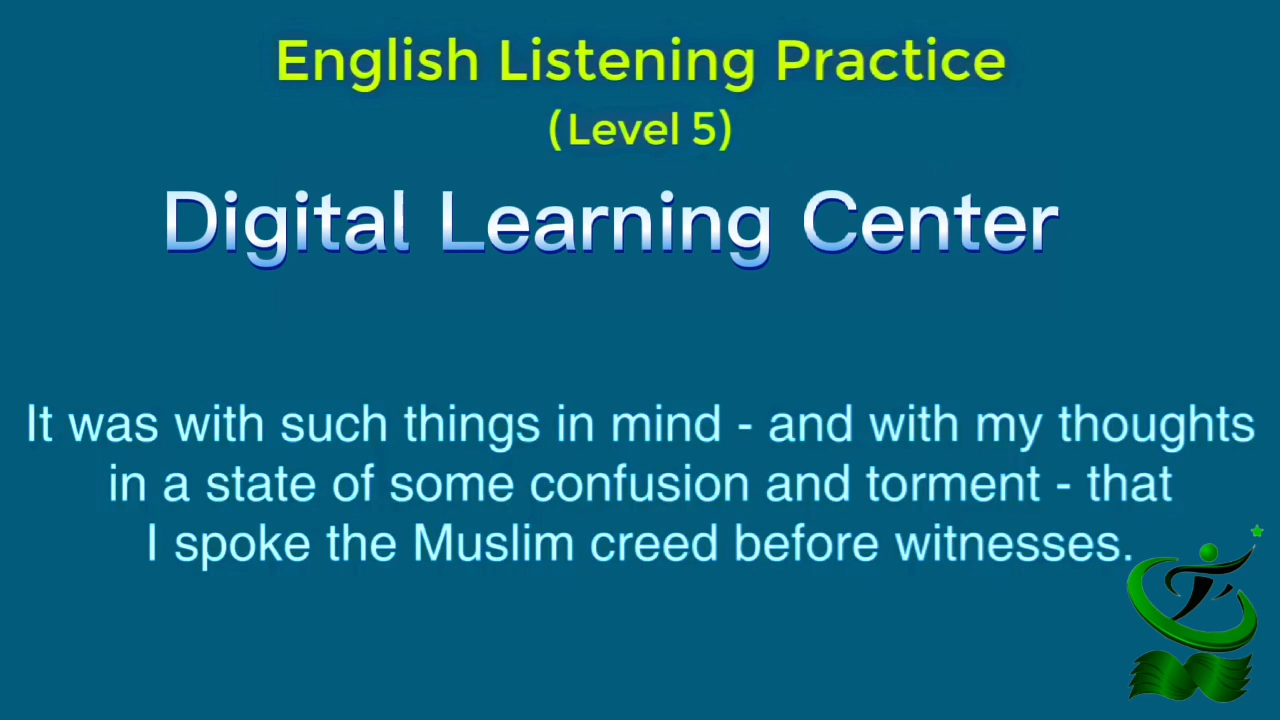 English Listening Practice
(Level 5)
Digital Learning Center
It was with such things in mind - and with my thoughts
in a state of some confusion and torment - that
I spoke the Muslim creed before witnesses.